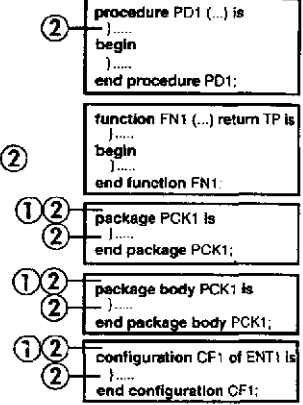 procedure PD1 (...) is
② }.....
begin
}.....
end procedure PD1;
function FN1 (...) return TP is
}.....
② begin
}.....
end function FN1;
①② package PCK1 is
② }.....
end package PCK1;
①② package body PCK1 is
② }.....
end package body PCK1;
①② configuration CF1 of ENT1 is
② }.....
end configuration CF1;